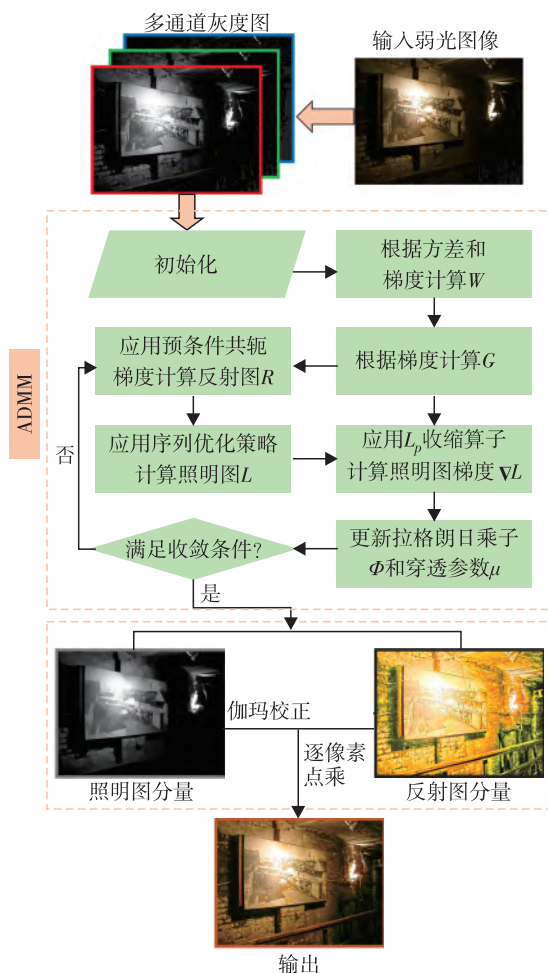 多通道灰度图
输入弱光图像
初始化
根据方差和
梯度计算W
应用预条件共轭
梯度计算反射图R
根据梯度计算G
ADMM
否
应用序列优化策略
计算照明图L
应用Lp收缩算子
计算照明图梯度∇L
满足收敛条件?
更新拉格朗日乘子
Φ和穿透参数μ
是
伽玛校正
逐像素
点乘
照明图分量
反射图分量
输出